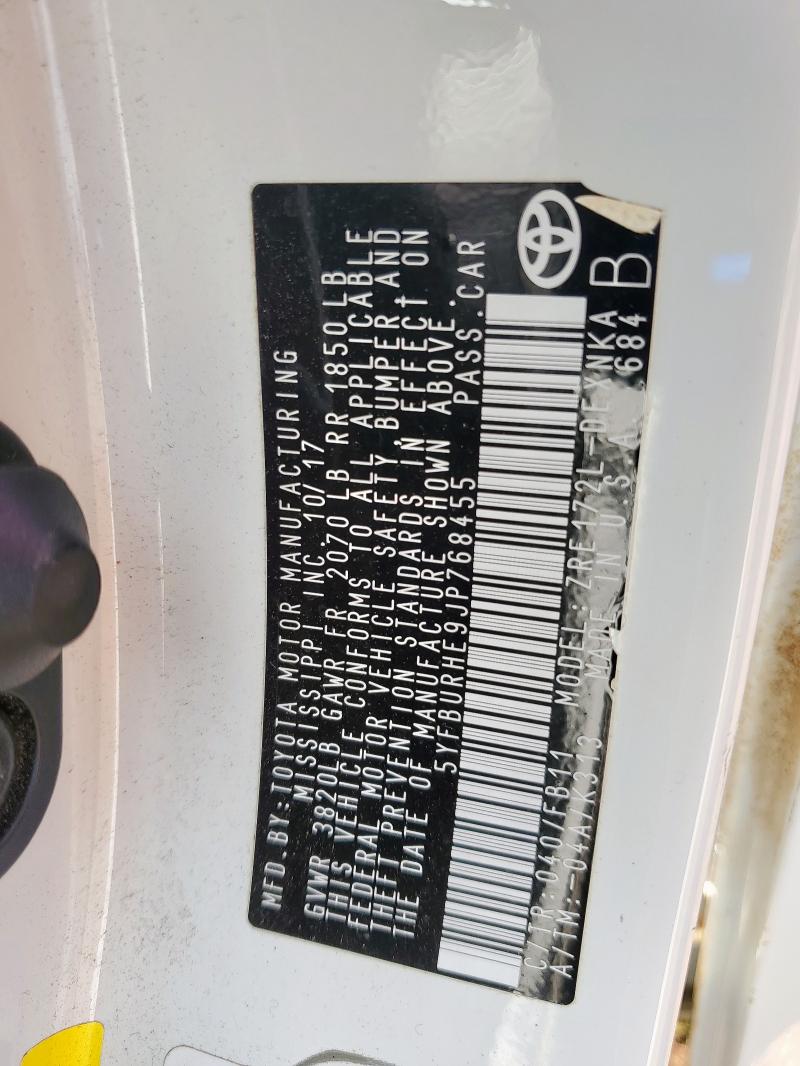 MFD.BY:TOYOTA MOTOR MANUFACTURING
MISSISSIPPI INC. 10/17
GVWR 3820LB GAWR FR 2070 LB RR 1850 LB
THIS VEHICLE CONFORMS TO ALL APPLICABLE
FEDERAL MOTOR VEHICLE SAFETY,BUMPER,AND
THEFT PREVENTION STANDARDS IN EFFECT ON
THE DATE OF MANUFACTURE SHOWN ABOVE.
5YFBURHE9JP768455 PASS.CAR
C/TR:040/FB11 MODEL:ZRE172L-DEXNKA
A/TM:-04A/K313 MADE IN U.S.A. 684
B